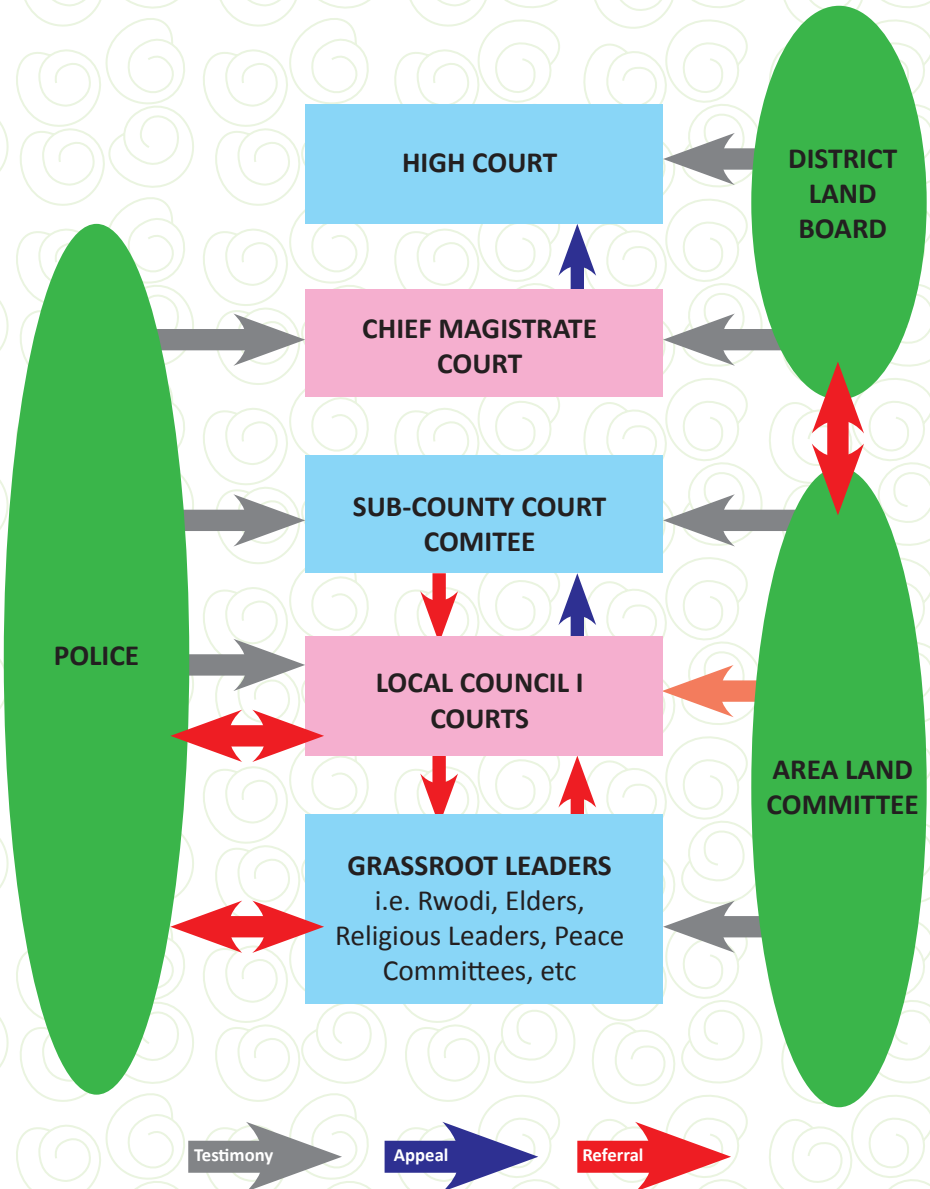 HIGH COURT
DISTRICT
LAND
BOARD
CHIEF MAGISTRATE
COURT
SUB-COUNTY COURT
COMITEE
POLICE
LOCAL COUNCIL I
COURTS
AREA LAND
COMMITTEE
GRASSROOT LEADERS
i.e. Rwodi, Elders,
Religious Leaders, Peace
Committees, etc
Testimony
Appeal
Referral